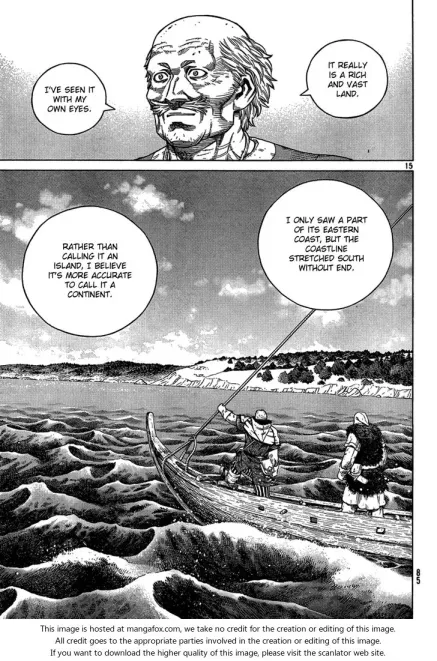 IT REALLY
IS A RICH
AND VAST
LAND.
I'VE SEEN IT
WITH MY
OWN EYES.
15
I ONLY SAW A PART
OF ITS EASTERN
COAST, BUT THE
COASTLINE
STRETCHED SOUTH
WITHOUT END.
RATHER THAN
CALLING IT AN
ISLAND, I BELIEVE
IT'S MORE ACCURATE
TO CALL IT A
CONTINENT.
85
This image is hosted at mangafox.com, we take no credit for the creation or editing of this image.
All credit goes to the appropriate parties involved in the creation or editing of this image.
If you want to download the higher quality of this image, please visit the scanlator web site.